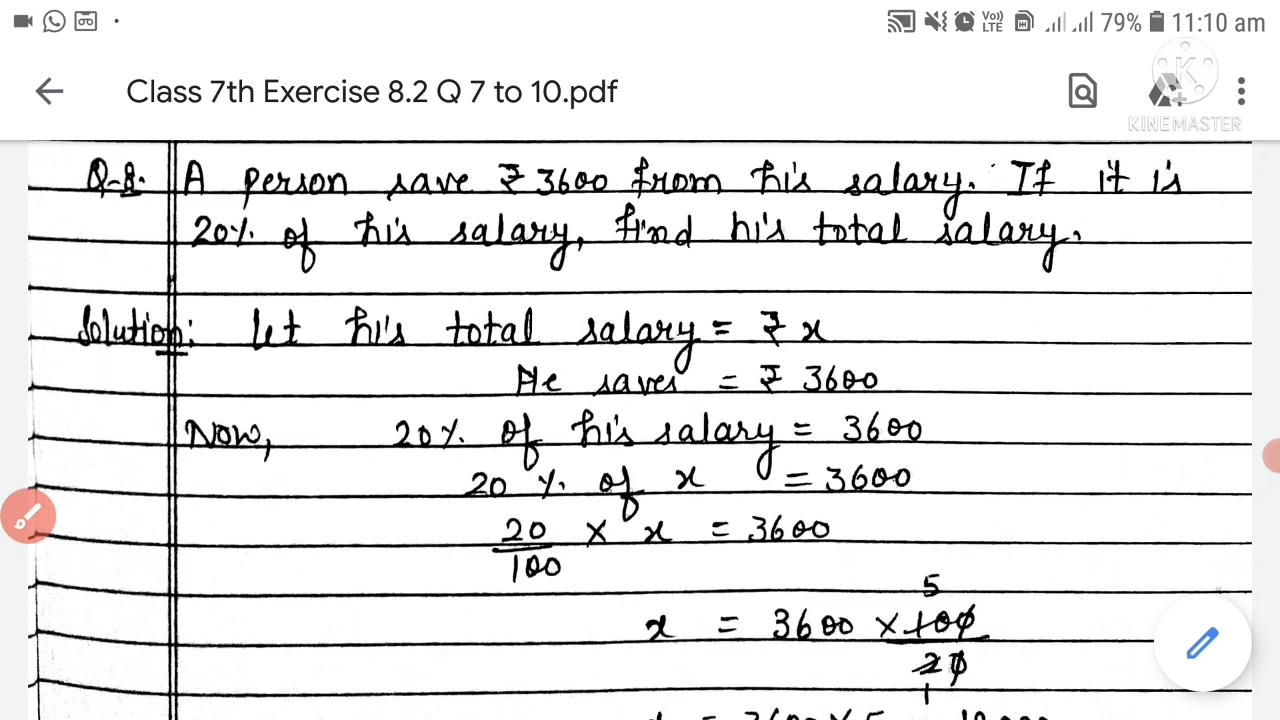 79% 11:10 am
Class 7th Exercise 8.2 Q 7 to 10.pdf
KINEMASTER
Q-8. A person save ₹ 3600 from his salary. If it is
20% of his salary, find his total salary.
Solution: Let his total salary = ₹ x
He saves = ₹ 3600
Now, 20% of his salary = 3600
20 % of x = 3600
20/100 × x = 3600
5
x = 3600 × 100/20
1
x = 3600 × 5